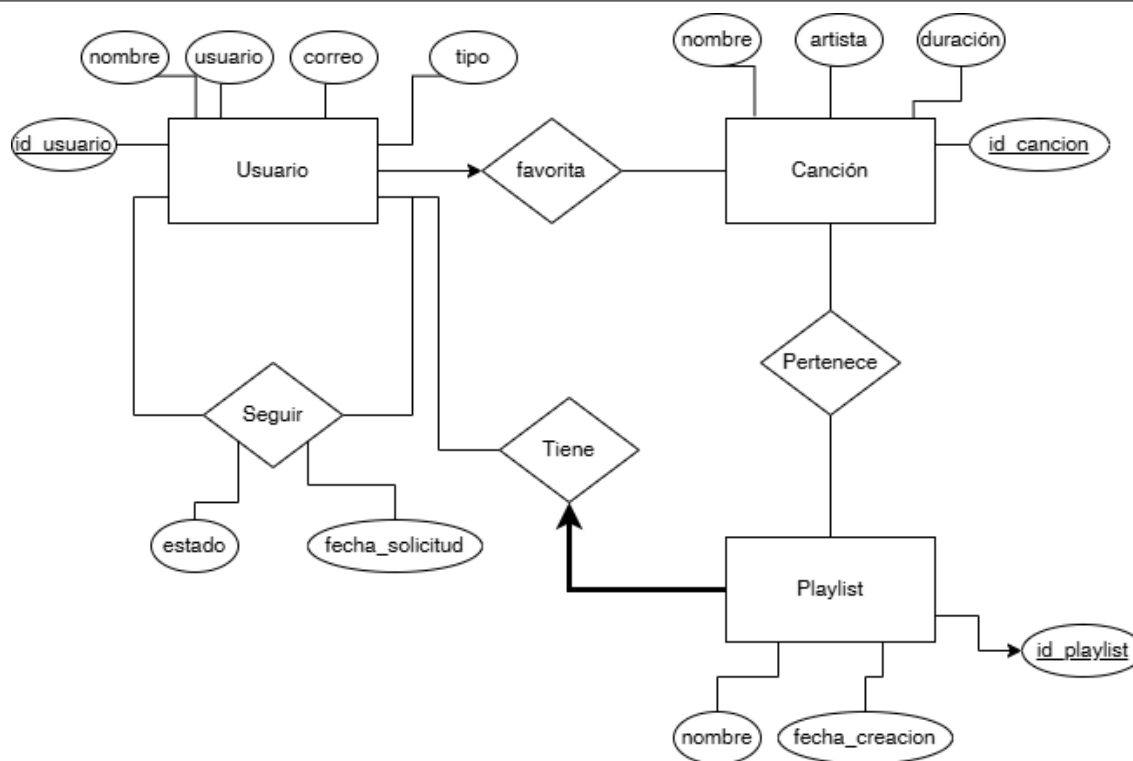 nombre
usuario
correo
tipo
id_usuario
Usuario
favorita
nombre
artista
duración
id_cancion
Canción
Pertenece
Seguir
Tiene
estado
fecha_solicitud
Playlist
id_playlist
nombre
fecha_creacion